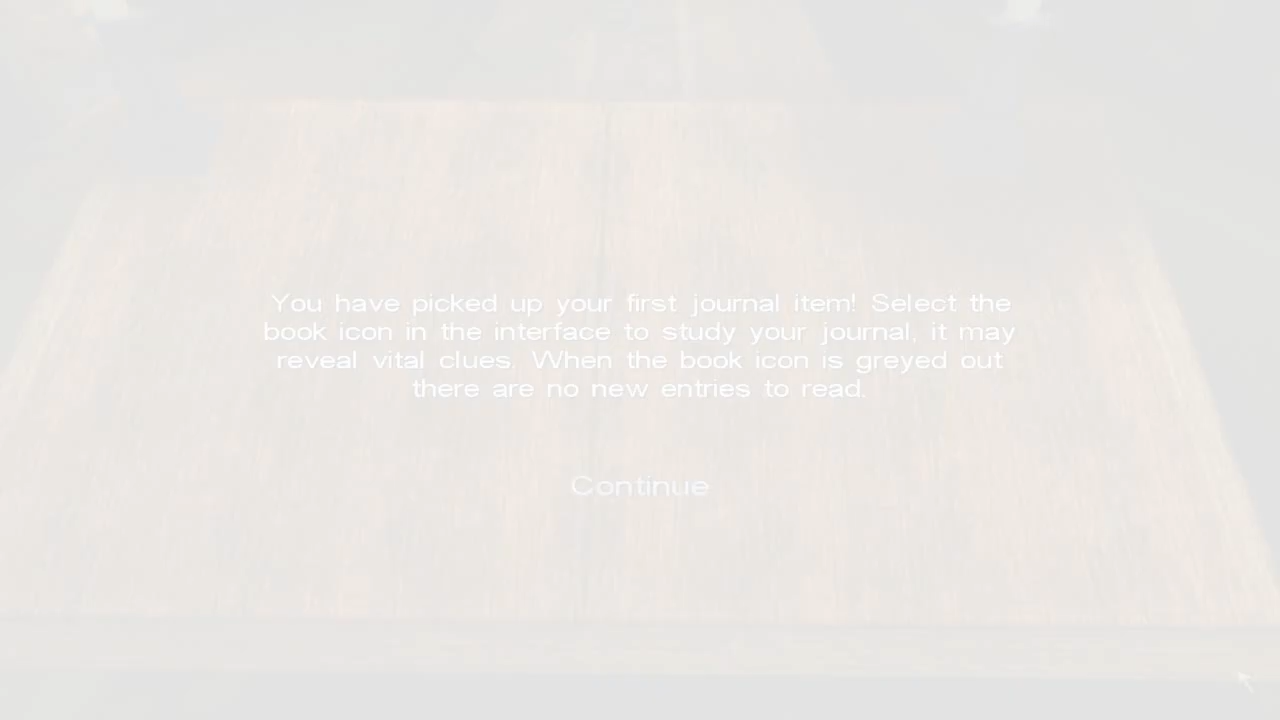 You have picked up your first journal item! Select the
book icon in the interface to study your journal, it may
reveal vital clues. When the book icon is greyed out
there are no new entries to read.
Continue